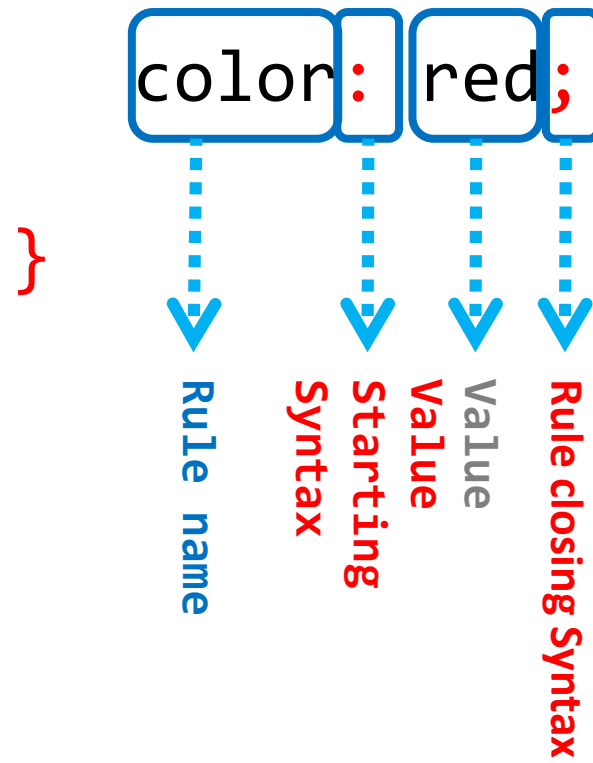 color: red;
}
Rule name
Value
Starting
Syntax
Value
Rule closing Syntax